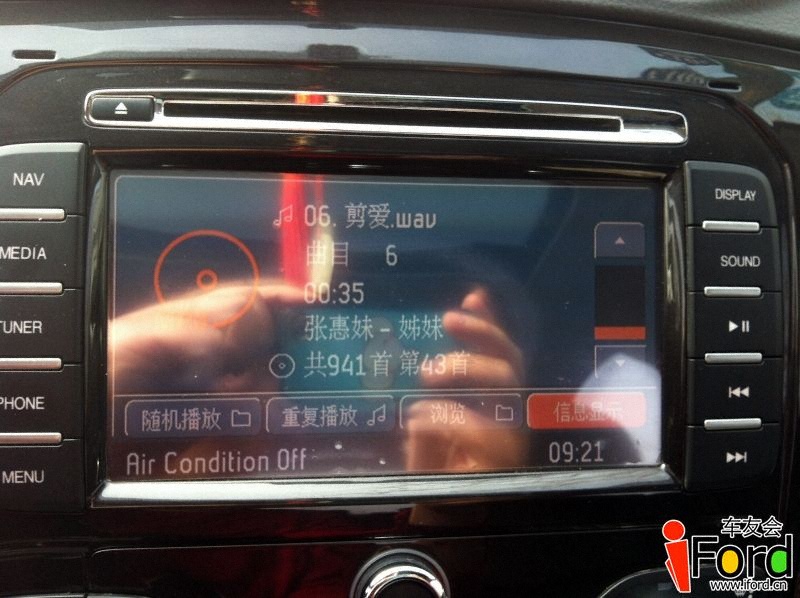 NAV
MEDIA
TUNER
PHONE
MENU
06. 剪爱.wav
曲目 6
00:35
张惠妹 - 姊妹
共941首 第43首
随机播放
重复播放
浏览
信息显示
Air Condition Off
09:21
DISPLAY
SOUND
车友会
iFord
www.iford.cn